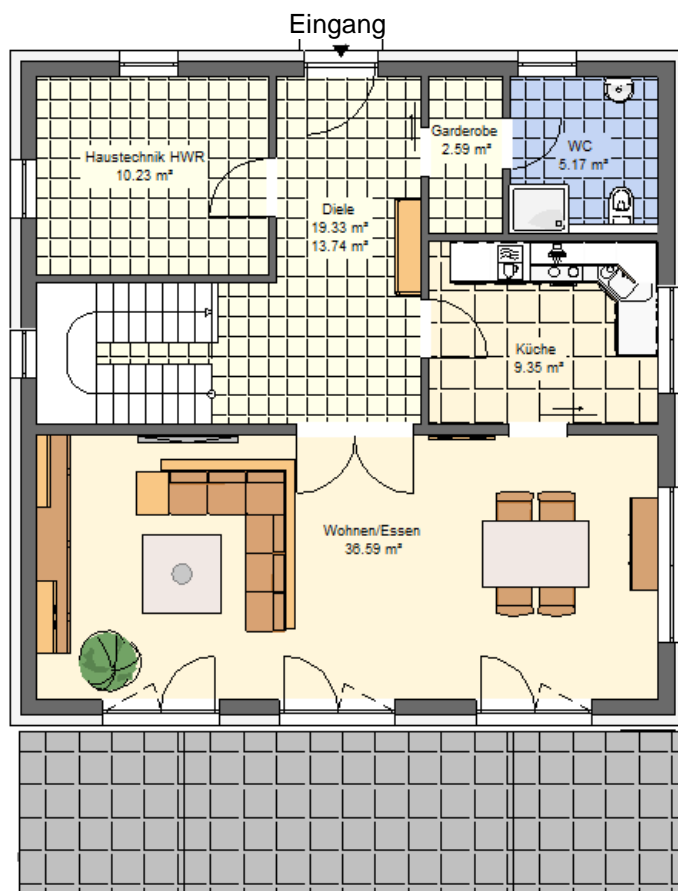 Eingang
Haustechnik HWR
10.23 m²
Diele
19.33 m²
13.74 m²
Garderobe
2.59 m²
WC
5.17 m²
Küche
9.35 m²
Wohnen/Essen
36.59 m²